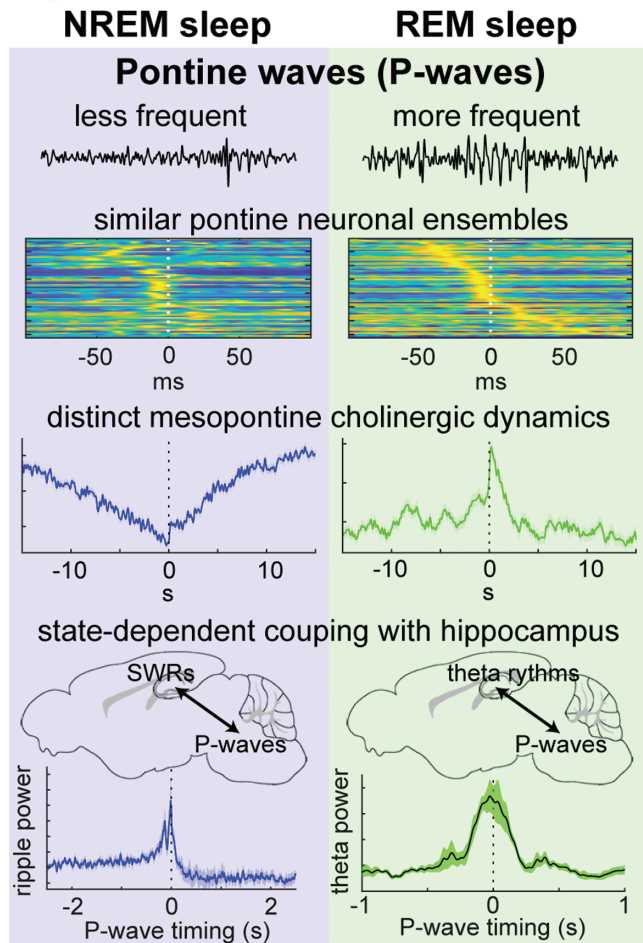 NREM sleep
REM sleep
Pontine waves (P-waves)
less frequent
more frequent
similar pontine neuronal ensembles
-50 0 50
ms
-50 0 50
ms
distinct mesopontine cholinergic dynamics
-10 0 10
s
-10 0 10
s
state-dependent coupling with hippocampus
SWRs
P-waves
theta rythms
P-waves
ripple power
-2 0 2
P-wave timing (s)
theta power
-1 0 1
P-wave timing (s)